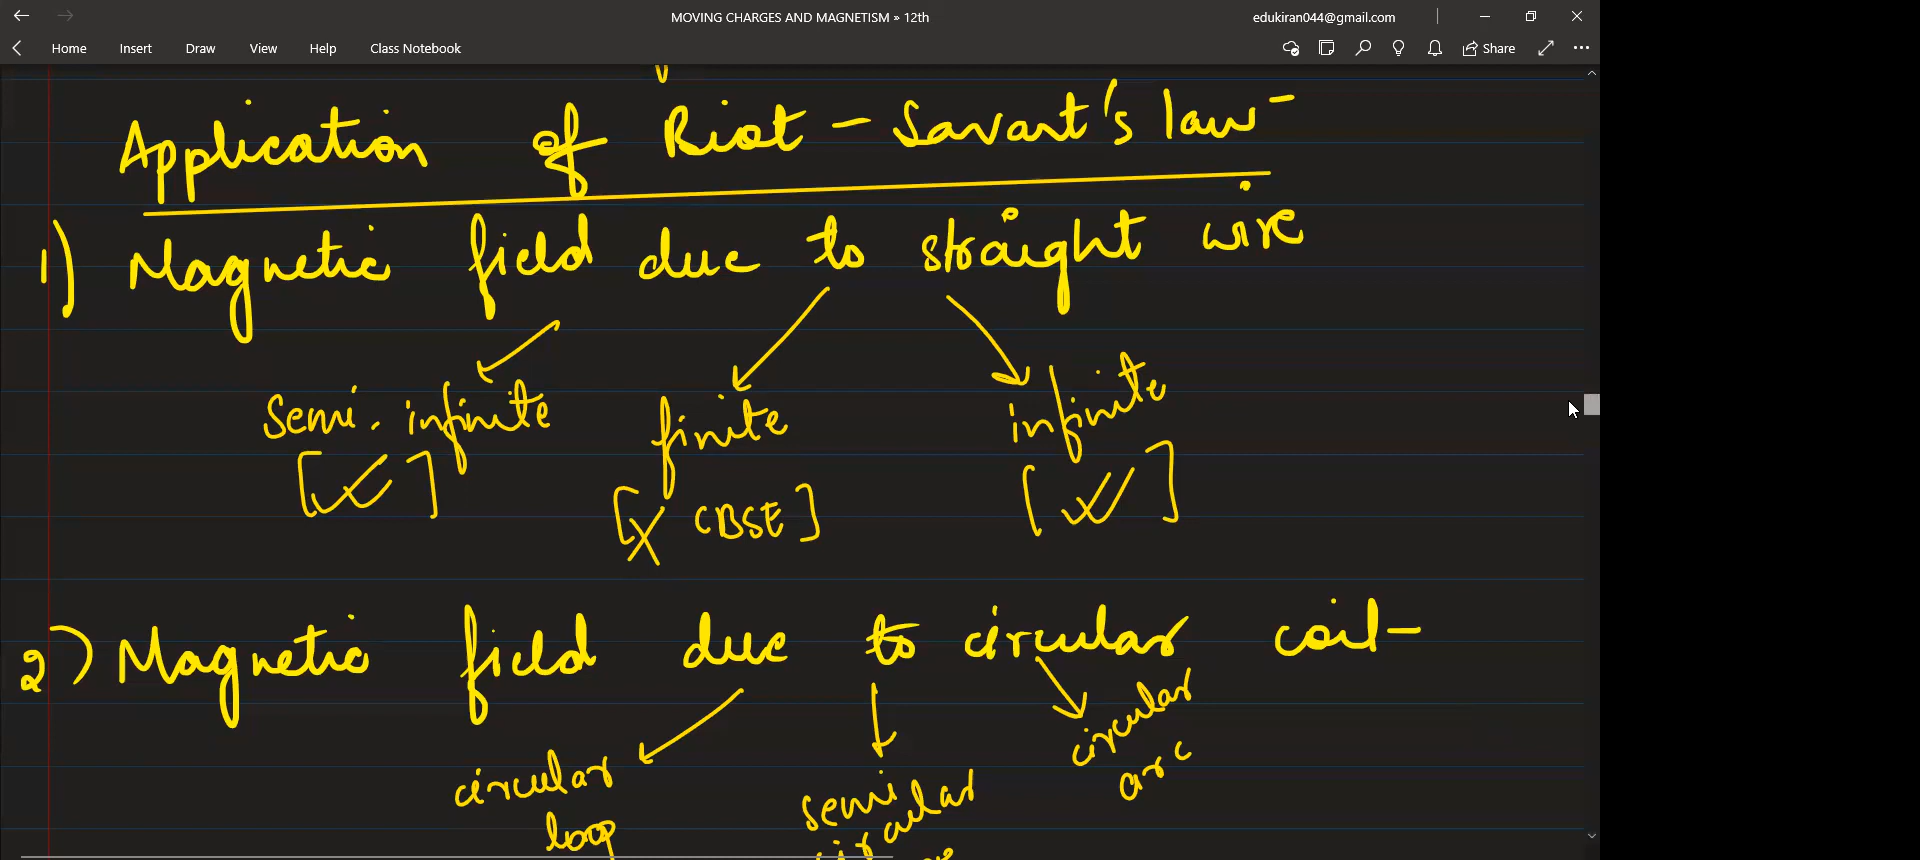 MOVING CHARGES AND MAGNETISM » 12th
edukiran044@gmail.com
Home Insert Draw View Help Class Notebook
Share
Application of Biot - Savart's law-
1) Magnetic field due to straight wire
semi. infinite
finite
infinite
[✓✓]
[X CBSE]
[✓✓]
2) Magnetic field due to circular coil-
circular
loop
semi
circular
circular
arc